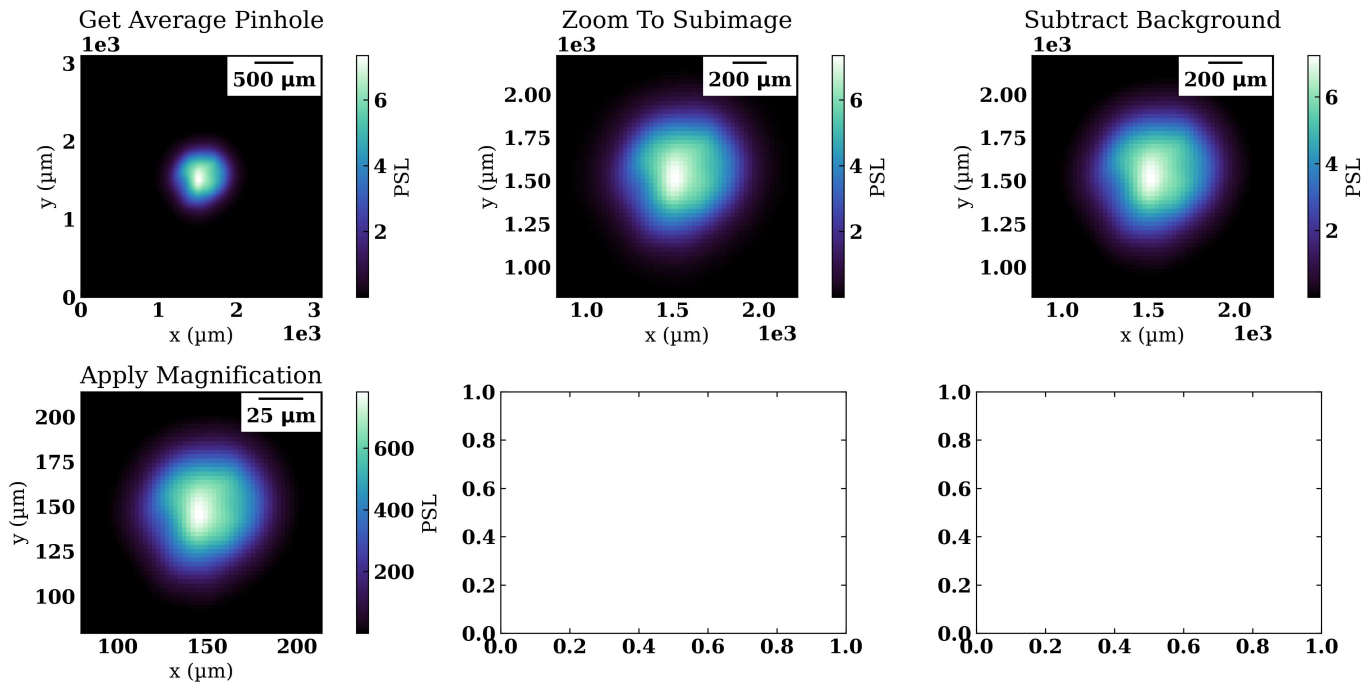 Get Average Pinhole
1e3
3
2
1
0
y (µm)
500 µm
0 1 2 3
x (µm)
1e3
6
4
2
PSL
Zoom To Subimage
1e3
2.00
1.75
1.50
1.25
1.00
y (µm)
200 µm
1.0 1.5 2.0
x (µm)
1e3
6
4
2
PSL
Subtract Background
1e3
2.00
1.75
1.50
1.25
1.00
y (µm)
200 µm
1.0 1.5 2.0
x (µm)
1e3
6
4
2
PSL
Apply Magnification
200
175
150
125
100
y (µm)
25 µm
100 150 200
x (µm)
600
400
200
PSL
1.0
0.8
0.6
0.4
0.2
0.0
0.0 0.2 0.4 0.6 0.8 1.0
1.0
0.8
0.6
0.4
0.2
0.0
0.0 0.2 0.4 0.6 0.8 1.0